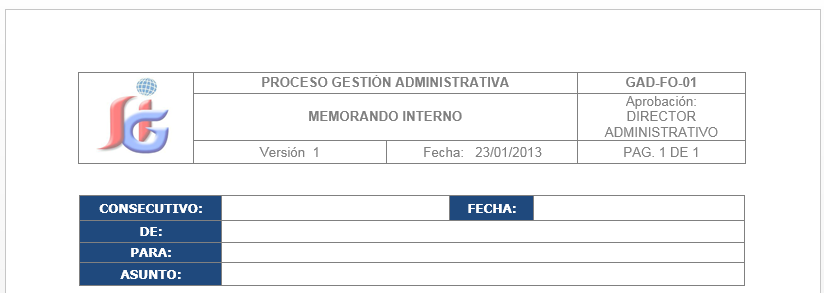 PROCESO GESTIÓN ADMINISTRATIVA
GAD-FO-01
MEMORANDO INTERNO
Aprobación:
DIRECTOR
ADMINISTRATIVO
Versión 1
Fecha: 23/01/2013
PAG. 1 DE 1
CONSECUTIVO:
FECHA:
DE:
PARA:
ASUNTO: